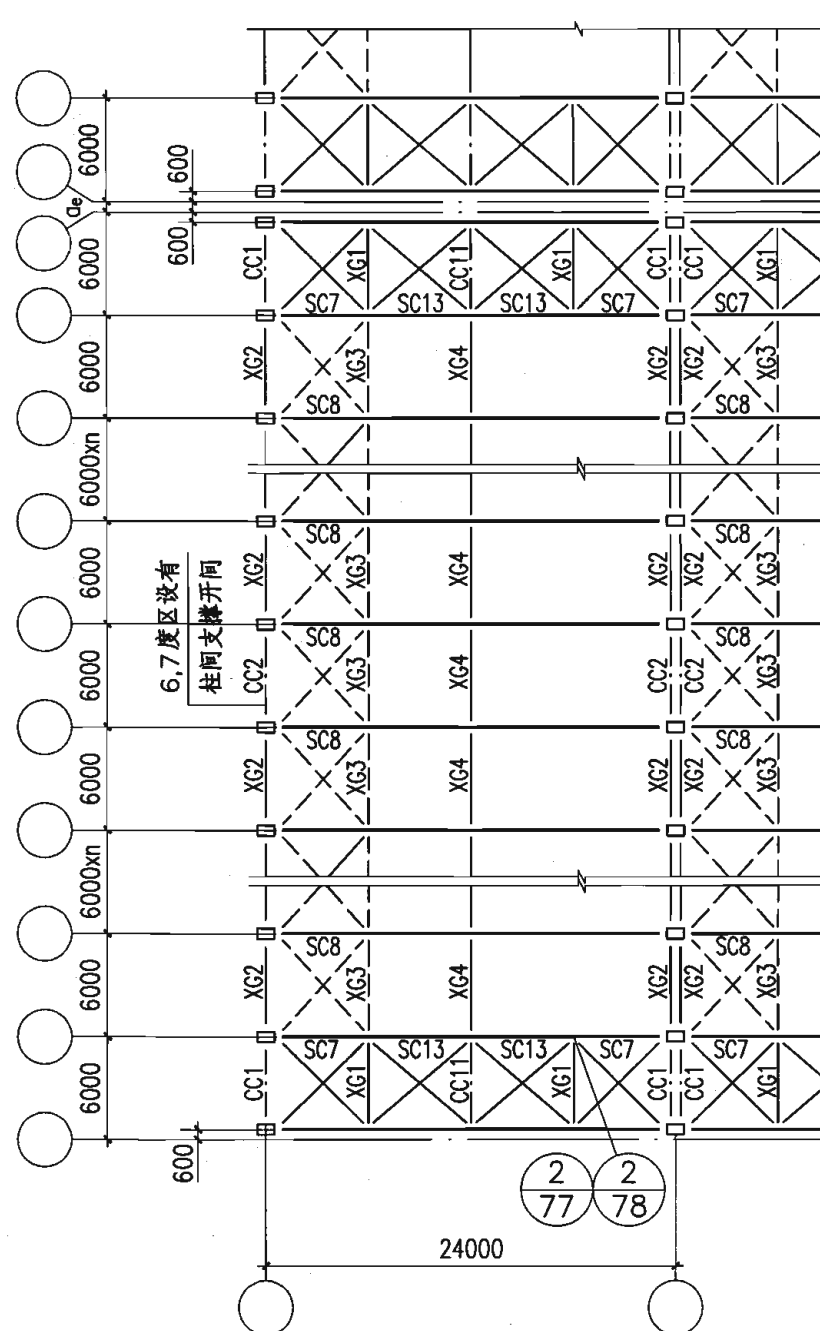 6000
600
ae
6000
600
CC1
XG1
CC11
XG1
CC1
CC1
XG1
SC7
SC13
SC13
SC7
SC7
6000
XG2
XG3
XG4
XG2
XG2
XG3
SC8
SC8
6000xn
6000
XG2
SC8
XG3
XG4
XG2
XG2
SC8
XG3
6,7度区设有
柱间支撑开间
6000
CC2
SC8
XG3
XG4
CC2
CC2
SC8
XG3
6000
XG2
SC8
XG3
XG4
XG2
XG2
SC8
XG3
6000xn
6000
XG2
SC8
XG3
XG4
XG2
XG2
SC8
XG3
6000
CC1
SC7
XG1
SC13
CC11
SC13
XG1
SC7
CC1
CC1
SC7
XG1
600
2
77
2
78
24000